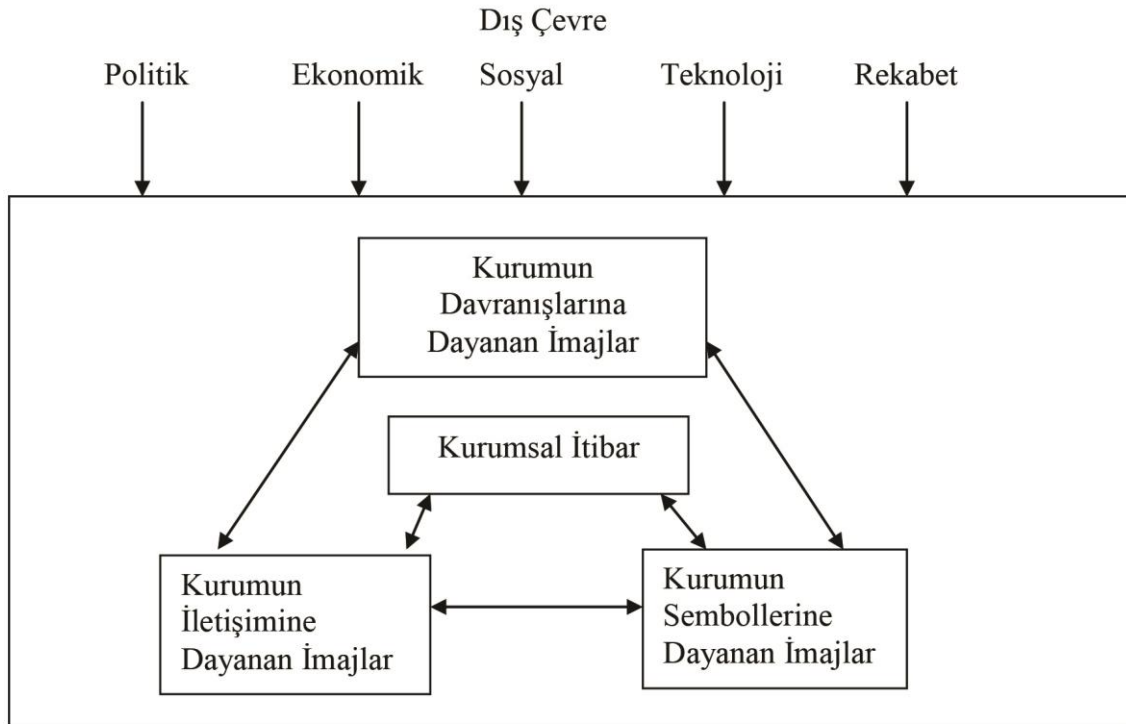 Dış Çevre
Politik Ekonomik Sosyal Teknoloji Rekabet
Kurumun
Davranışlarına
Dayanan İmajlar
Kurumsal İtibar
Kurumun
İletişimine
Dayanan İmajlar
Kurumun
Sembollerine
Dayanan İmajlar